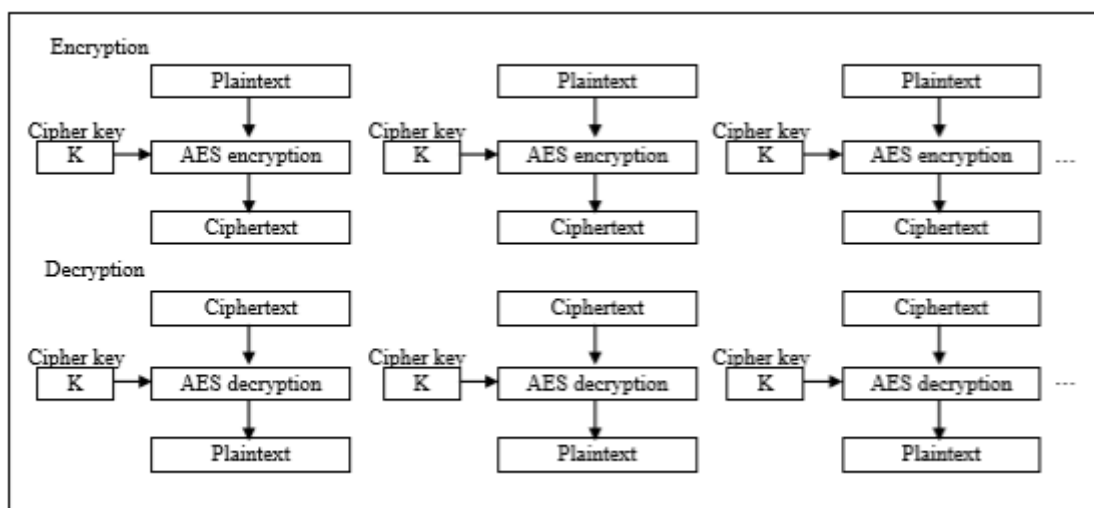 Encryption
Plaintext Plaintext Plaintext
Cipher key Cipher key Cipher key
K AES encryption K AES encryption K AES encryption ---
Ciphertext Ciphertext Ciphertext
Decryption
Ciphertext Ciphertext Ciphertext
Cipher key Cipher key Cipher key
K AES decryption K AES decryption K AES decryption ---
Plaintext Plaintext Plaintext